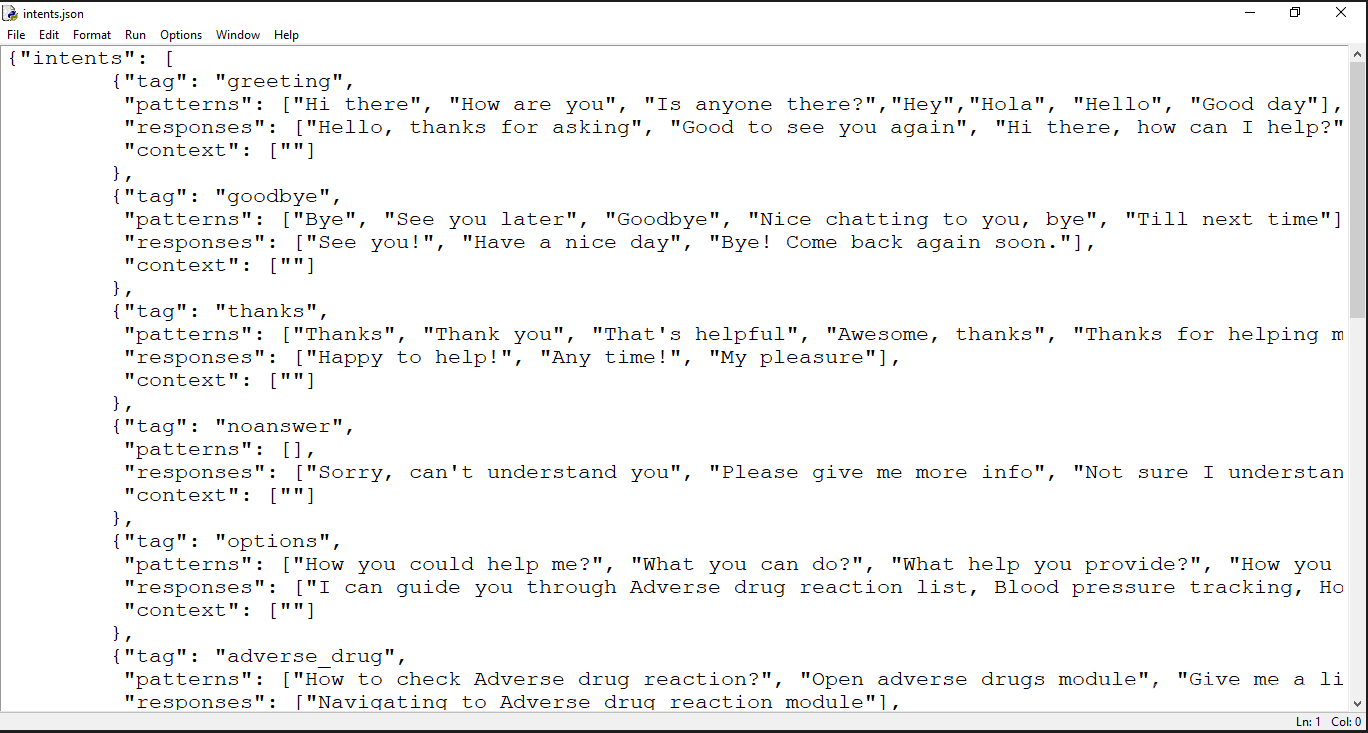 intents.json
File Edit Format Run Options Window Help
{"intents": [
        {"tag": "greeting",
         "patterns": ["Hi there", "How are you", "Is anyone there?","Hey","Hola", "Hello", "Good day"],
         "responses": ["Hello, thanks for asking", "Good to see you again", "Hi there, how can I help?"
         "context": [""]
        },
        {"tag": "goodbye",
         "patterns": ["Bye", "See you later", "Goodbye", "Nice chatting to you, bye", "Till next time"]
         "responses": ["See you!", "Have a nice day", "Bye! Come back again soon."],
         "context": [""]
        },
        {"tag": "thanks",
         "patterns": ["Thanks", "Thank you", "That's helpful", "Awesome, thanks", "Thanks for helping m
         "responses": ["Happy to help!", "Any time!", "My pleasure"],
         "context": [""]
        },
        {"tag": "noanswer",
         "patterns": [],
         "responses": ["Sorry, can't understand you", "Please give me more info", "Not sure I understan
         "context": [""]
        },
        {"tag": "options",
         "patterns": ["How you could help me?", "What you can do?", "What help you provide?", "How you
         "responses": ["I can guide you through Adverse drug reaction list, Blood pressure tracking, Ho
         "context": [""]
        },
        {"tag": "adverse_drug",
         "patterns": ["How to check Adverse drug reaction?", "Open adverse drugs module", "Give me a li
         "responses": ["Navigating to Adverse drug reaction module"],
Ln: 1 Col: 0